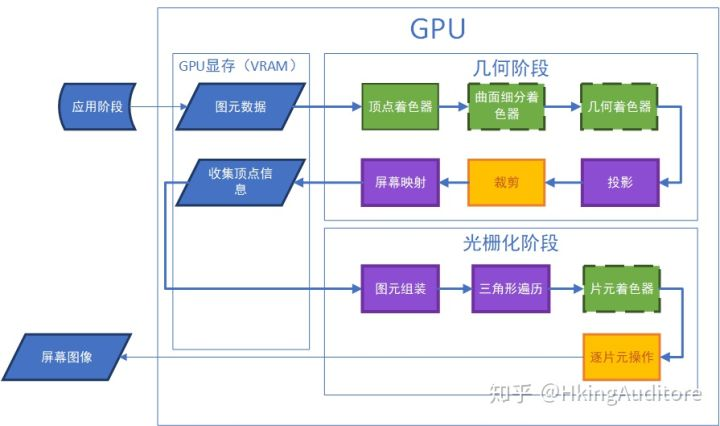 GPU
GPU显存（VRAM）
几何阶段
应用阶段
图元数据
顶点着色器
曲面细分着
色器
几何着色器
收集顶点信
息
屏幕映射
裁剪
投影
光栅化阶段
图元组装
三角形遍历
片元着色器
屏幕图像
逐片元操作
知乎 @HkingAuditore